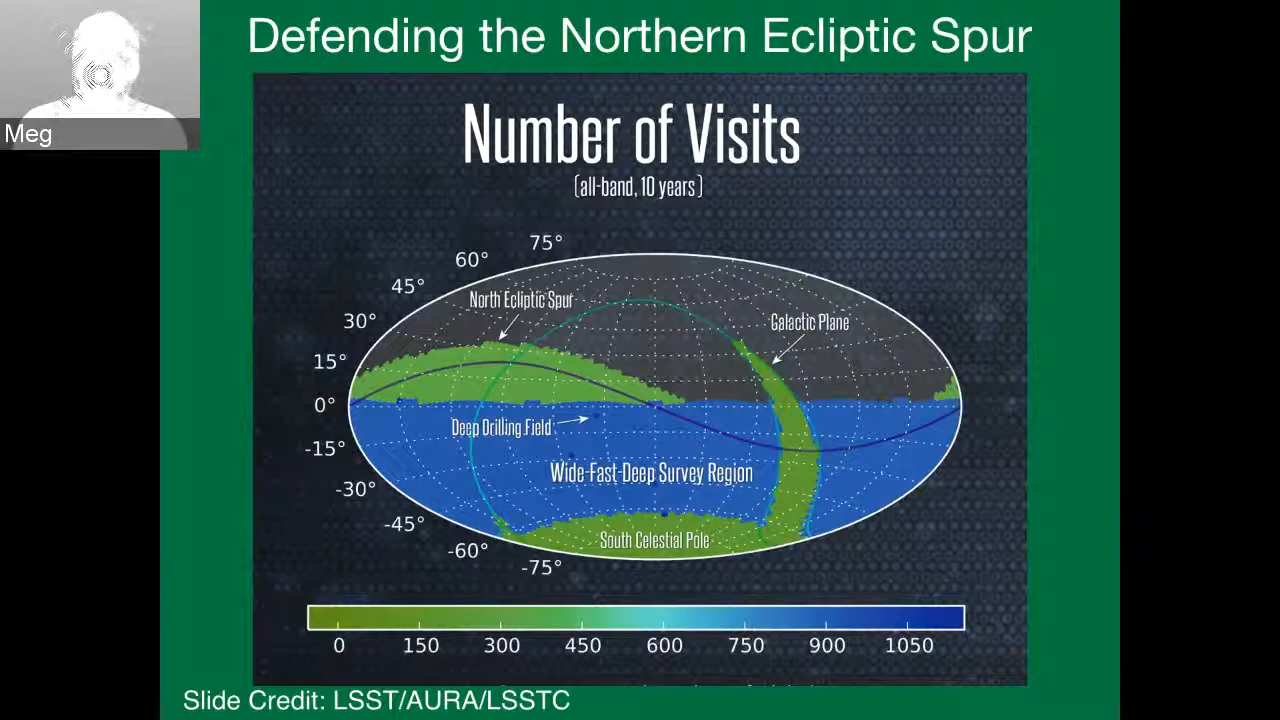 Defending the Northern Ecliptic Spur
Meg
Number of Visits
(all-band, 10 years)
75°
60°
45°
North Ecliptic Spur
30°
Galactic Plane
15°
0°
Deep Drilling Field
-15°
Wide-Fast-Deep Survey Region
-30°
-45°
South Celestial Pole
-60°
-75°
0 150 300 450 600 750 900 1050
Slide Credit: LSST/AURA/LSSTC